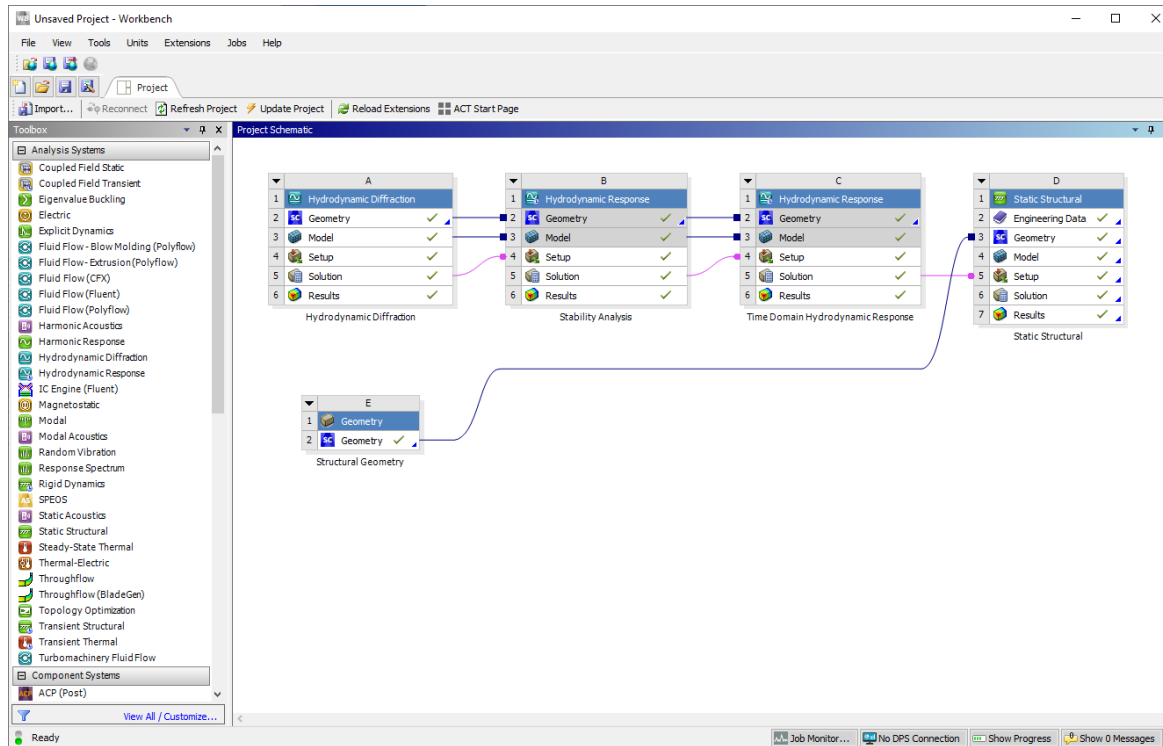 Unsaved Project - Workbench
File View Tools Units Extensions Jobs Help
Project
Import... Reconnect Refresh Project Update Project Reload Extensions ACT Start Page
Toolbox
Analysis Systems
Coupled Field Static
Coupled Field Transient
Eigenvalue Buckling
Electric
Explicit Dynamics
Fluid Flow - Blow Molding (Polyflow)
Fluid Flow - Extrusion (Polyflow)
Fluid Flow (CFX)
Fluid Flow (Fluent)
Fluid Flow (Polyflow)
Harmonic Acoustics
Harmonic Response
Hydrodynamic Diffraction
Hydrodynamic Response
IC Engine (Fluent)
Magnetostatic
Modal
Modal Acoustics
Random Vibration
Response Spectrum
Rigid Dynamics
SPEOS
Static Acoustics
Static Structural
Steady-State Thermal
Thermal-Electric
Throughflow
Throughflow (BladeGen)
Topology Optimization
Transient Structural
Transient Thermal
Turbomachinery Fluid Flow
Component Systems
ACP (Post)
View All / Customize...
Project Schematic
A
1 Hydrodynamic Diffraction
2 SC Geometry
3 Model
4 Setup
5 Solution
6 Results
Hydrodynamic Diffraction
B
1 Hydrodynamic Response
2 SC Geometry
3 Model
4 Setup
5 Solution
6 Results
Stability Analysis
C
1 Hydrodynamic Response
2 SC Geometry
3 Model
4 Setup
5 Solution
6 Results
Time Domain Hydrodynamic Response
D
1 Static Structural
2 Engineering Data
3 SC Geometry
4 Model
5 Setup
6 Solution
7 Results
Static Structural
E
1 Geometry
2 SC Geometry
Structural Geometry
Ready
Job Monitor... No DPS Connection Show Progress Show 0 Messages